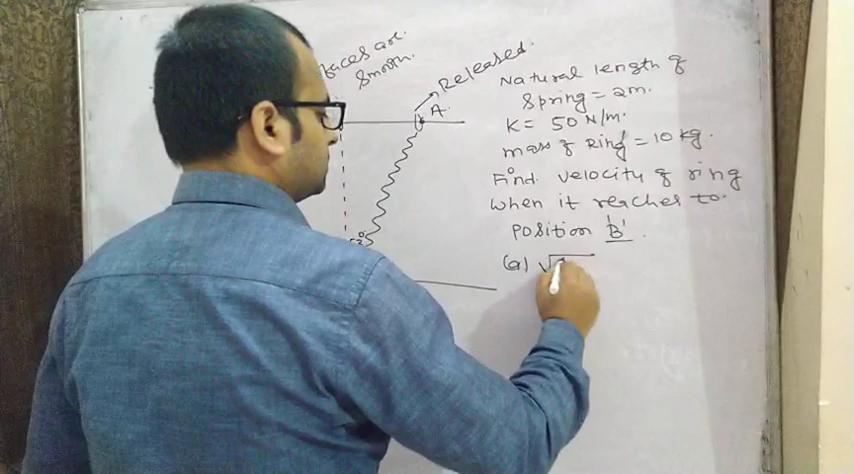 faces are
smooth.
Released.
A.
Natural length of
Spring = 2m.
K = 50 N/m.
mass of Ring = 10 kg.
Find velocity of ring
when it reaches to
position 'B'.
(a) √